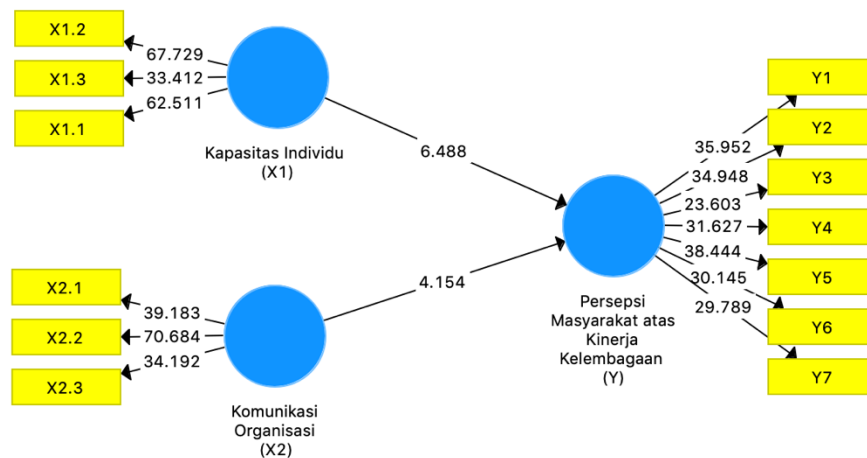 X1.2
67.729
X1.3
33.412
X1.1
62.511
Kapasitas Individu
(X1)
6.488
X2.1
39.183
X2.2
70.684
X2.3
34.192
Komunikasi
Organisasi
(X2)
4.154
Persepsi
Masyarakat atas
Kinerja
Kelembagaan
(Y)
35.952
34.948
23.603
31.627
38.444
30.145
29.789
Y1
Y2
Y3
Y4
Y5
Y6
Y7